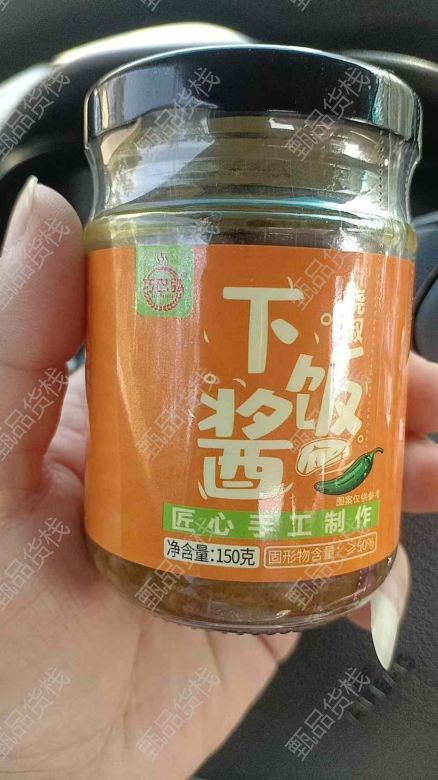 烧椒
下饭酱
图案仅供参考
匠心手工制作
净含量:150克
固形物含量:≥50%
甄品货栈